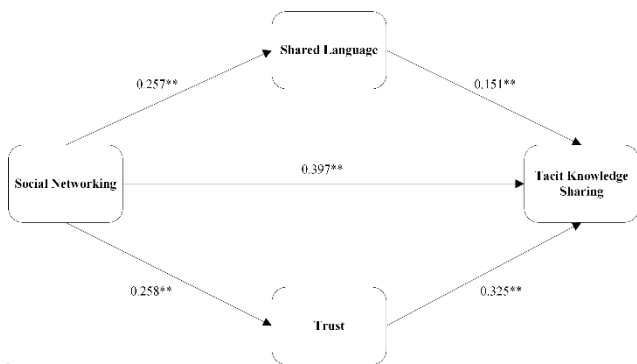 Shared Language
0.257**
0.151**
Social Networking
0.397**
Tacit Knowledge
Sharing
0.258**
0.325**
Trust